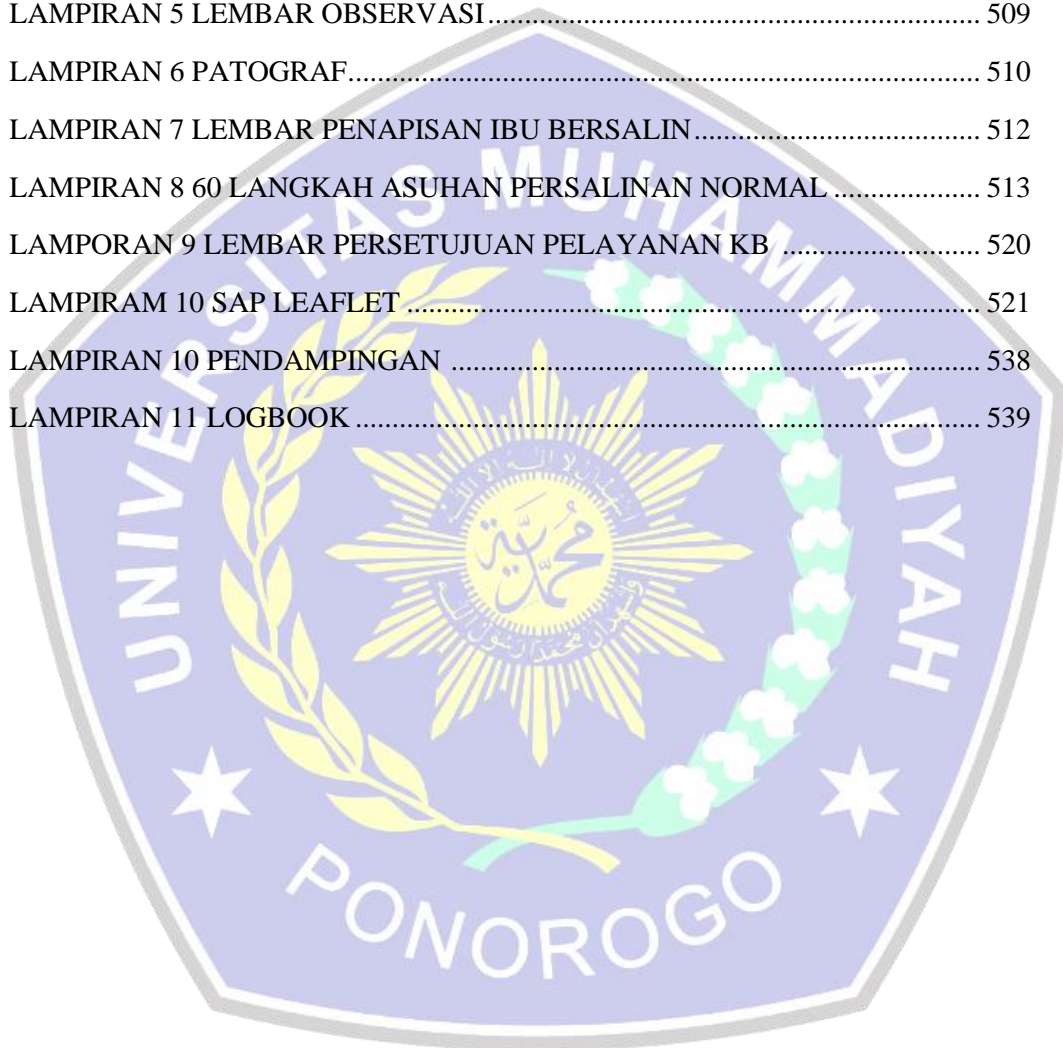 LAMPIRAN 5 LEMBAR OBSERVASI........................................................................ 509
LAMPIRAN 6 PATOGRAF............................................................................................ 510
LAMPIRAN 7 LEMBAR PENAPISAN IBU BERSALIN.......................................... 512
LAMPIRAN 8 60 LANGKAH ASUHAN PERSALINAN NORMAL ..................... 513
LAMPORAN 9 LEMBAR PERSETUJUAN PELAYANAN KB ............................. 520
LAMPIRAM 10 SAP LEAFLET................................................................................... 521
LAMPIRAN 10 PENDAMPINGAN ............................................................................. 538
LAMPIRAN 11 LOGBOOK........................................................................................... 539
UNIVERSITAS MUHAMMADIYAH
محمد
PONOROGO